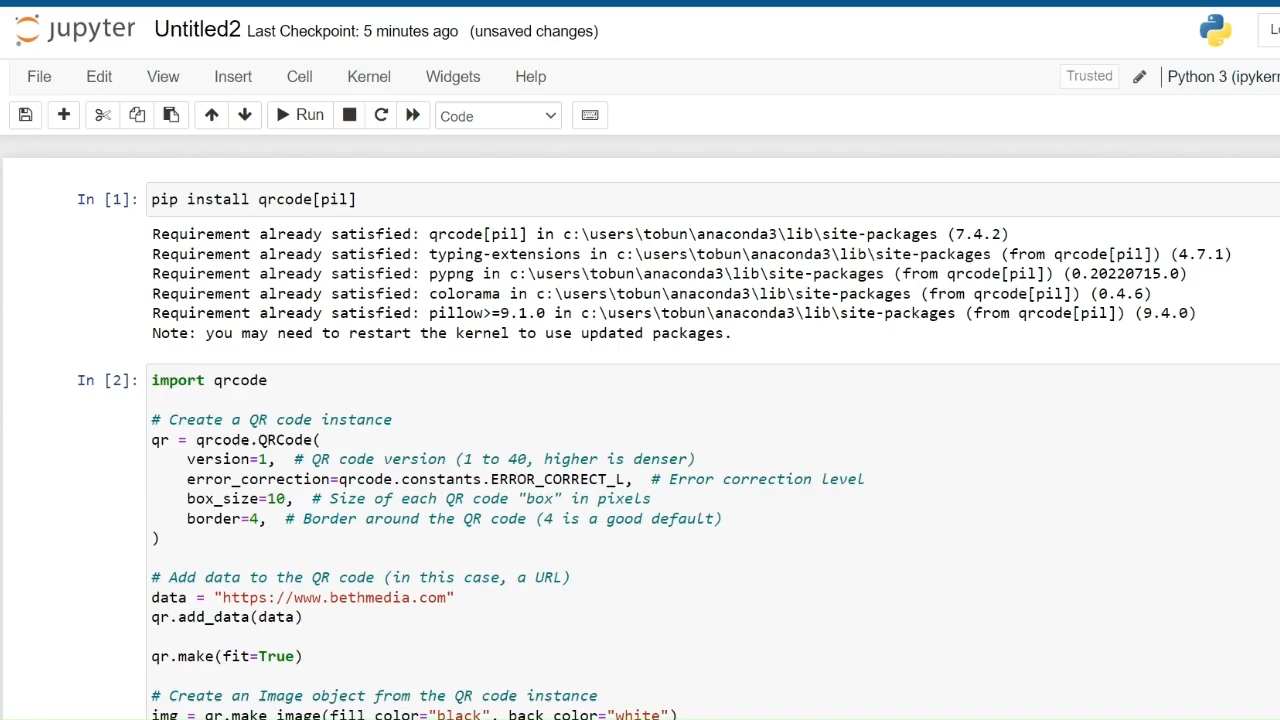 jupyter Untitled2 Last Checkpoint: 5 minutes ago (unsaved changes)
File Edit View Insert Cell Kernel Widgets Help Trusted Python 3 (ipykern
Run Code
In [1]: pip install qrcode[pil]
Requirement already satisfied: qrcode[pil] in c:\users\tobun\anaconda3\lib\site-packages (7.4.2)
Requirement already satisfied: typing-extensions in c:\users\tobun\anaconda3\lib\site-packages (from qrcode[pil]) (4.7.1)
Requirement already satisfied: pypng in c:\users\tobun\anaconda3\lib\site-packages (from qrcode[pil]) (0.20220715.0)
Requirement already satisfied: colorama in c:\users\tobun\anaconda3\lib\site-packages (from qrcode[pil]) (0.4.6)
Requirement already satisfied: pillow>=9.1.0 in c:\users\tobun\anaconda3\lib\site-packages (from qrcode[pil]) (9.4.0)
Note: you may need to restart the kernel to use updated packages.
In [2]: import qrcode
# Create a QR code instance
qr = qrcode.QRCode(
    version=1,  # QR code version (1 to 40, higher is denser)
    error_correction=qrcode.constants.ERROR_CORRECT_L,  # Error correction level
    box_size=10,  # Size of each QR code "box" in pixels
    border=4,  # Border around the QR code (4 is a good default)
)
# Add data to the QR code (in this case, a URL)
data = "https://www.bethmedia.com"
qr.add_data(data)
qr.make(fit=True)
# Create an Image object from the QR code instance
img = qr.make_image(fill_color="black", back_color="white")